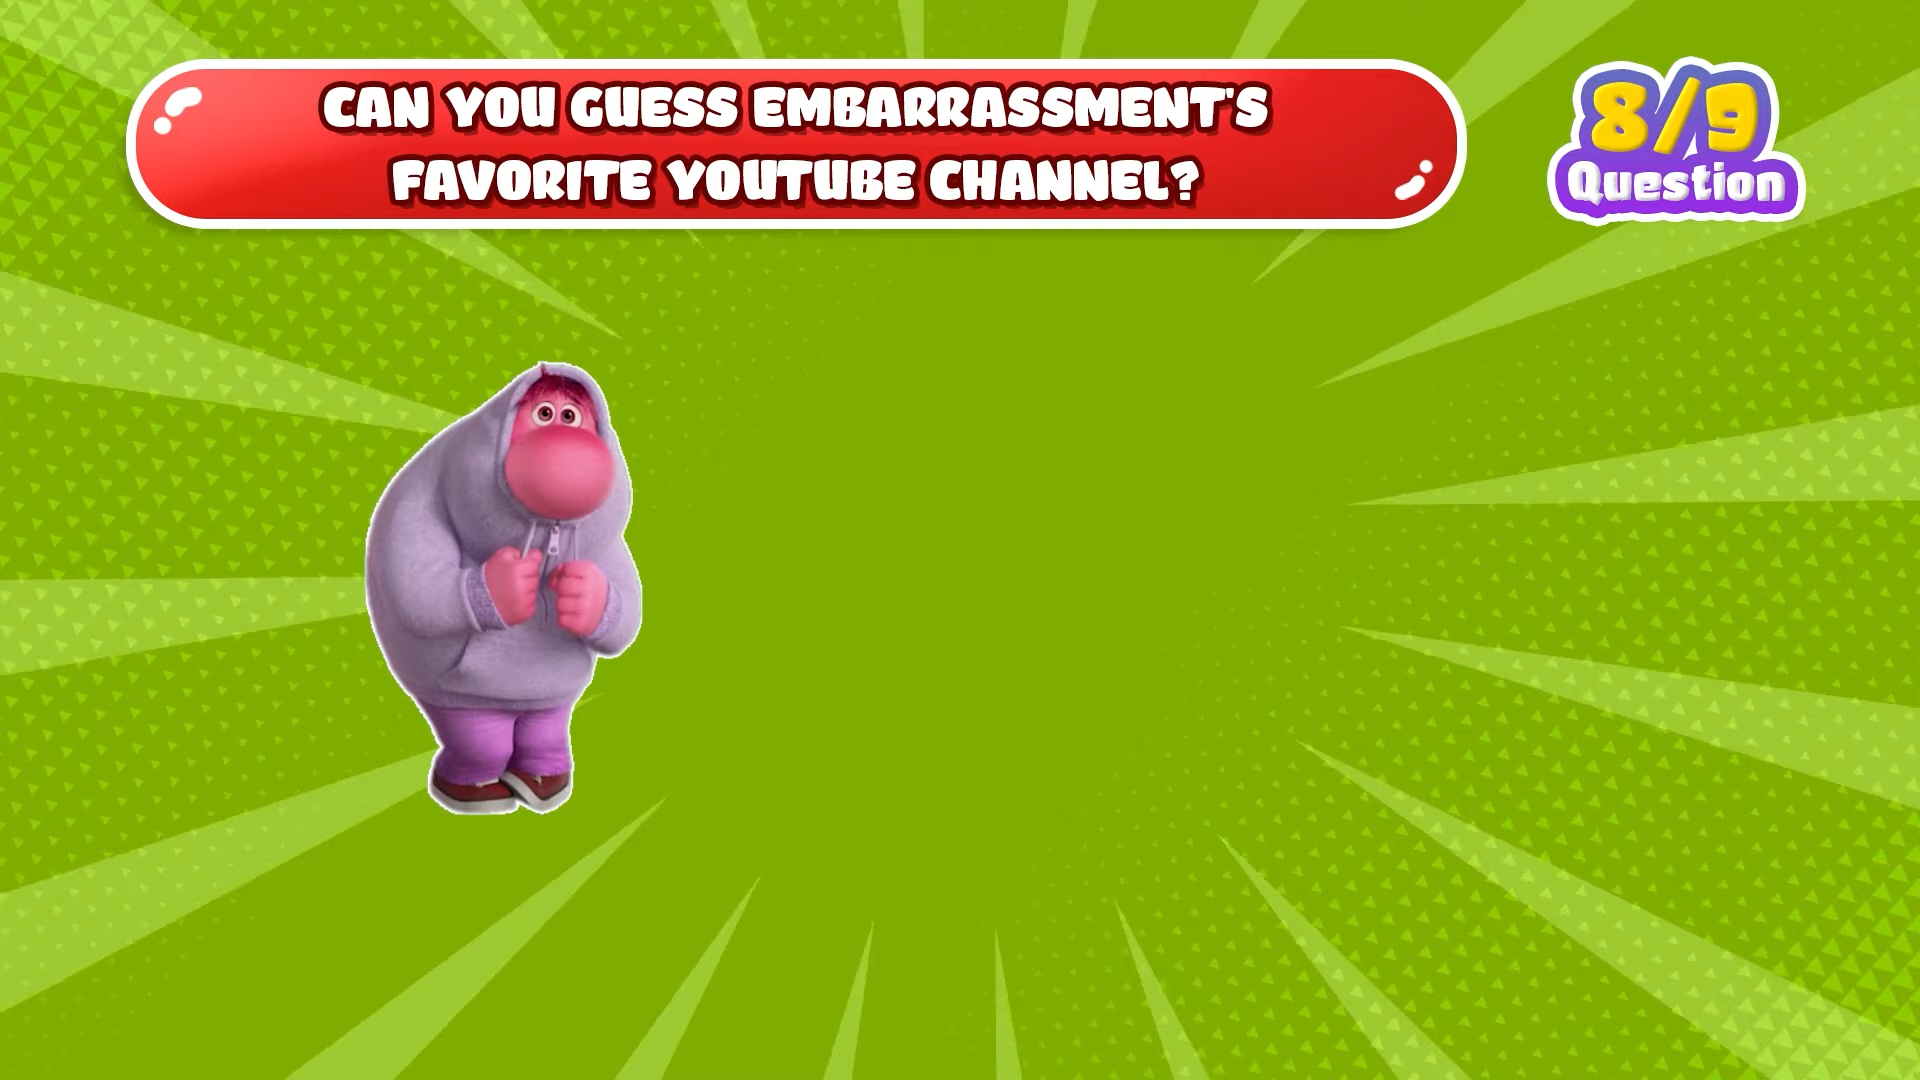 CAN YOU GUESS EMBARRASSMENT'S
FAVORITE YOUTUBE CHANNEL?
8/9
Question